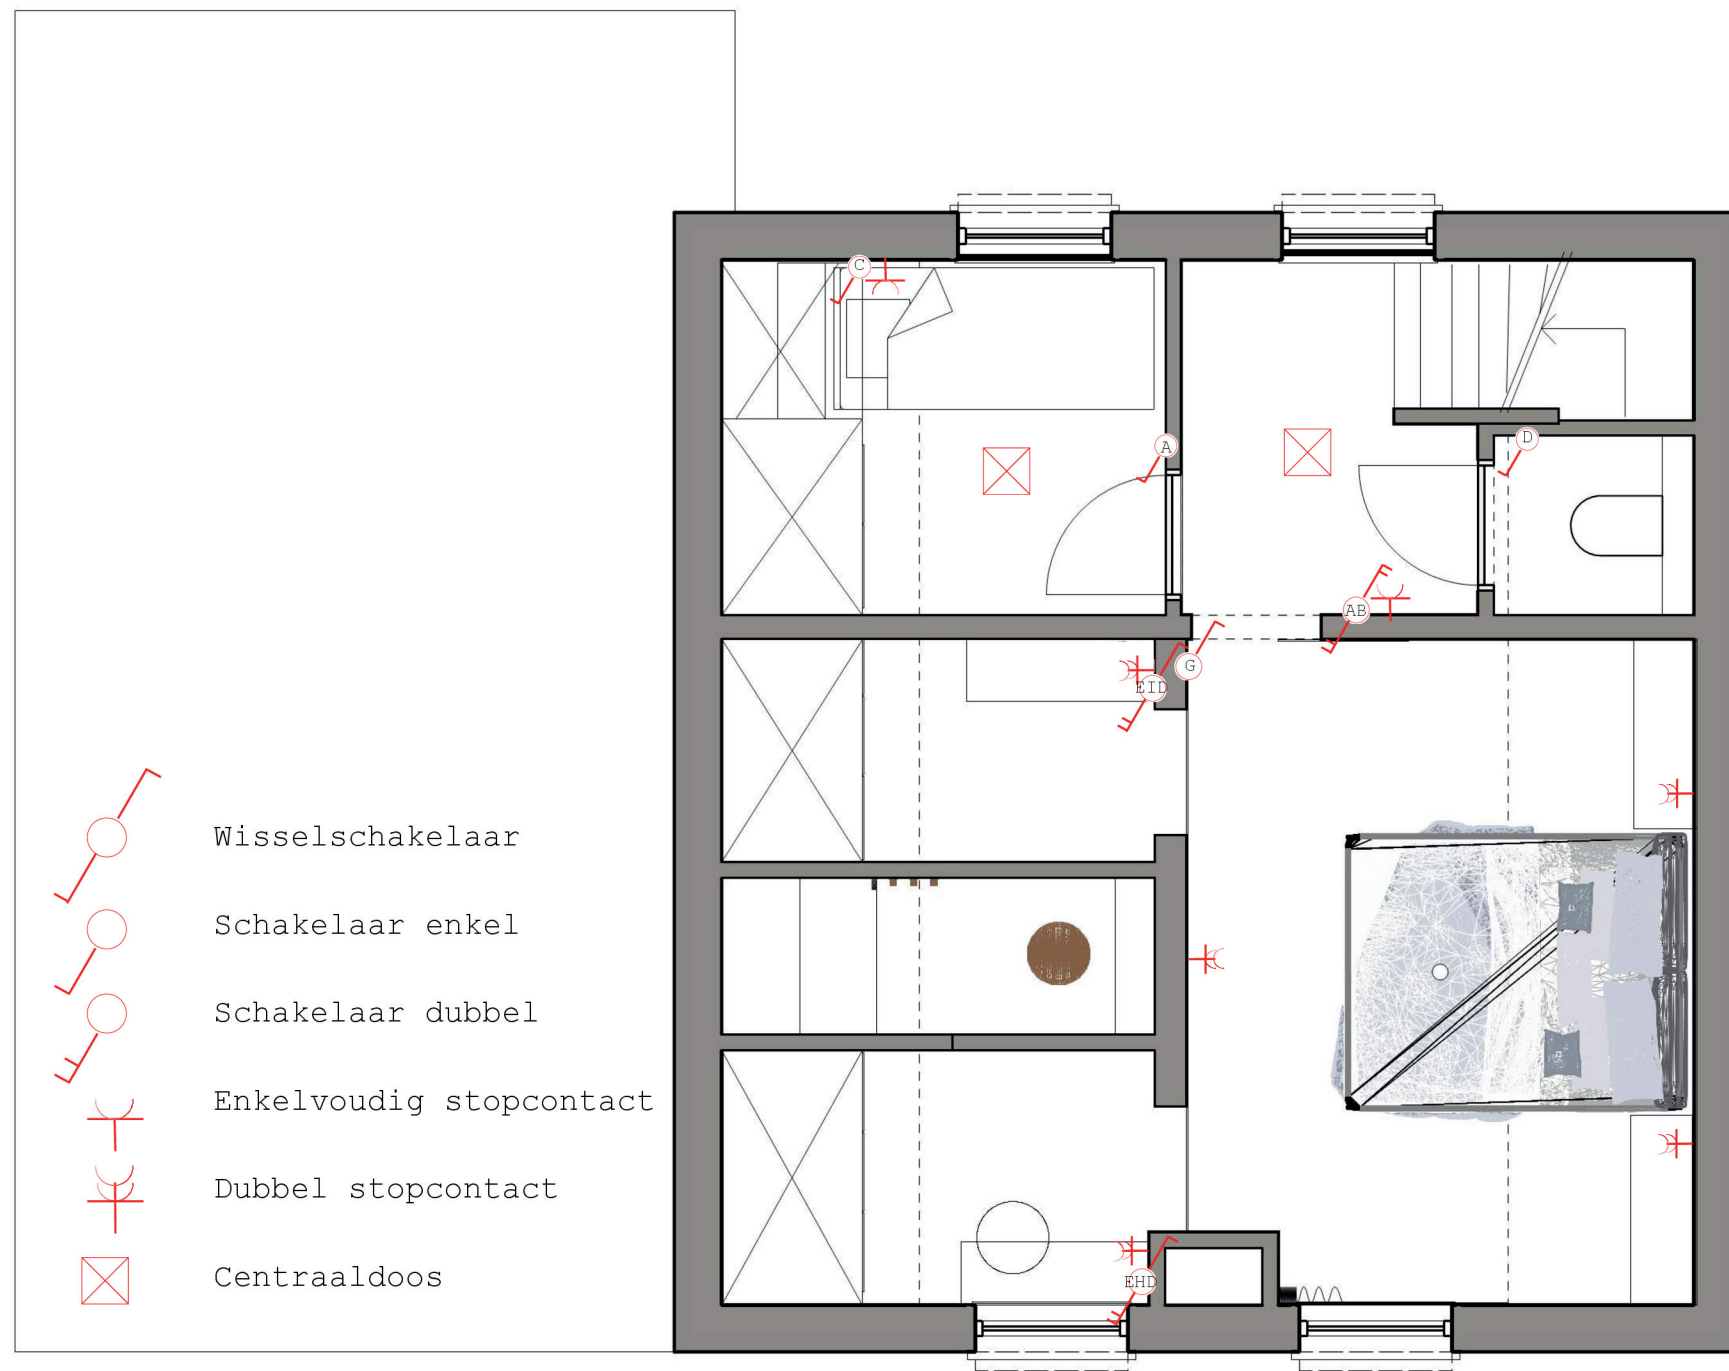 C
A
D
AB
G
EID
Wisselschakelaar
Schakelaar enkel
Schakelaar dubbel
Enkelvoudig stopcontact
Dubbel stopcontact
Centraaldoos
EHD